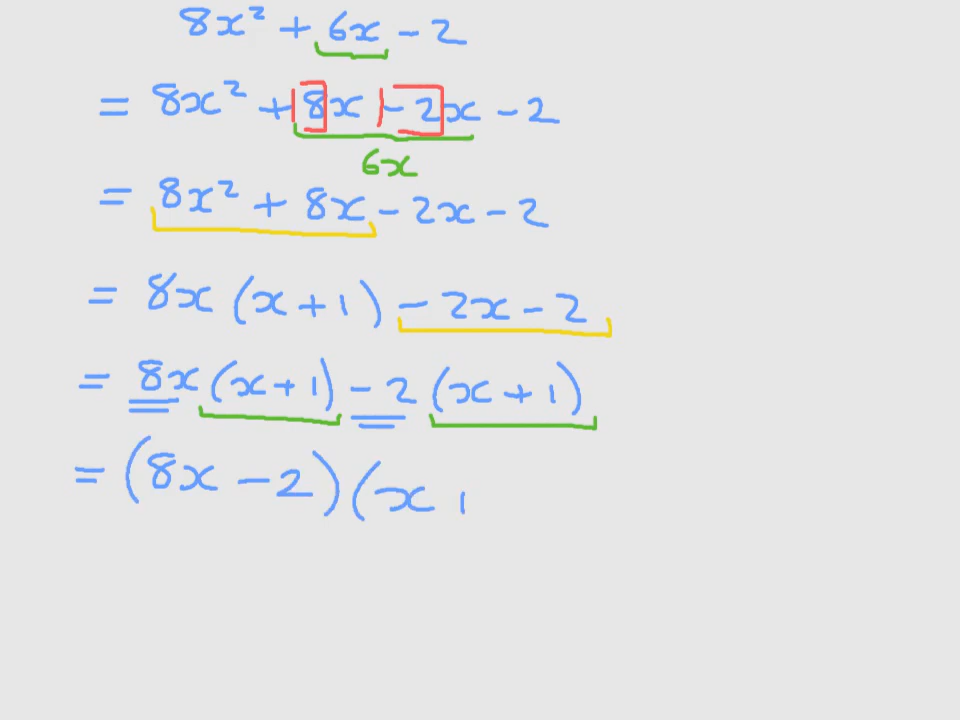 8x² + 6x - 2
= 8x² + 8x - 2x - 2
6x
= 8x² + 8x - 2x - 2
= 8x (x + 1) - 2x - 2
= 8x (x + 1) - 2 (x + 1)
= (8x - 2) (x